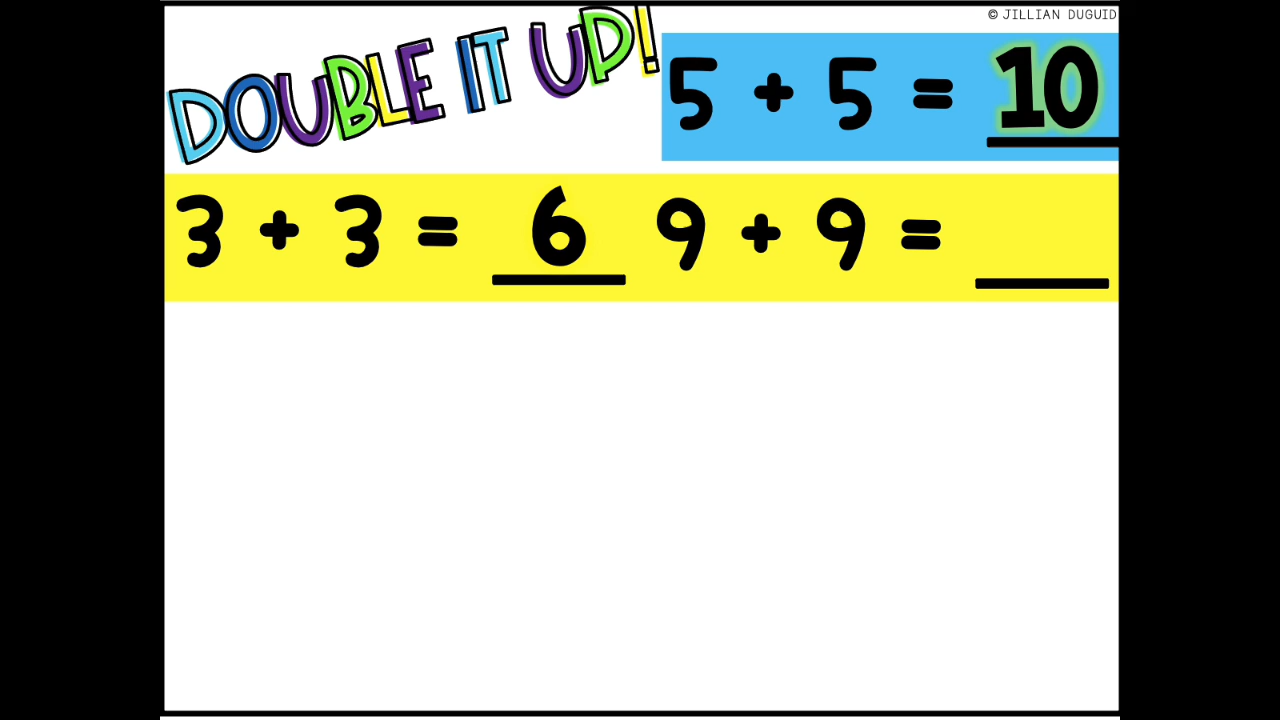 © JILLIAN DUGUID
DOUBLE IT UP!
5 + 5 = 10
3 + 3 = 6 9 + 9 =